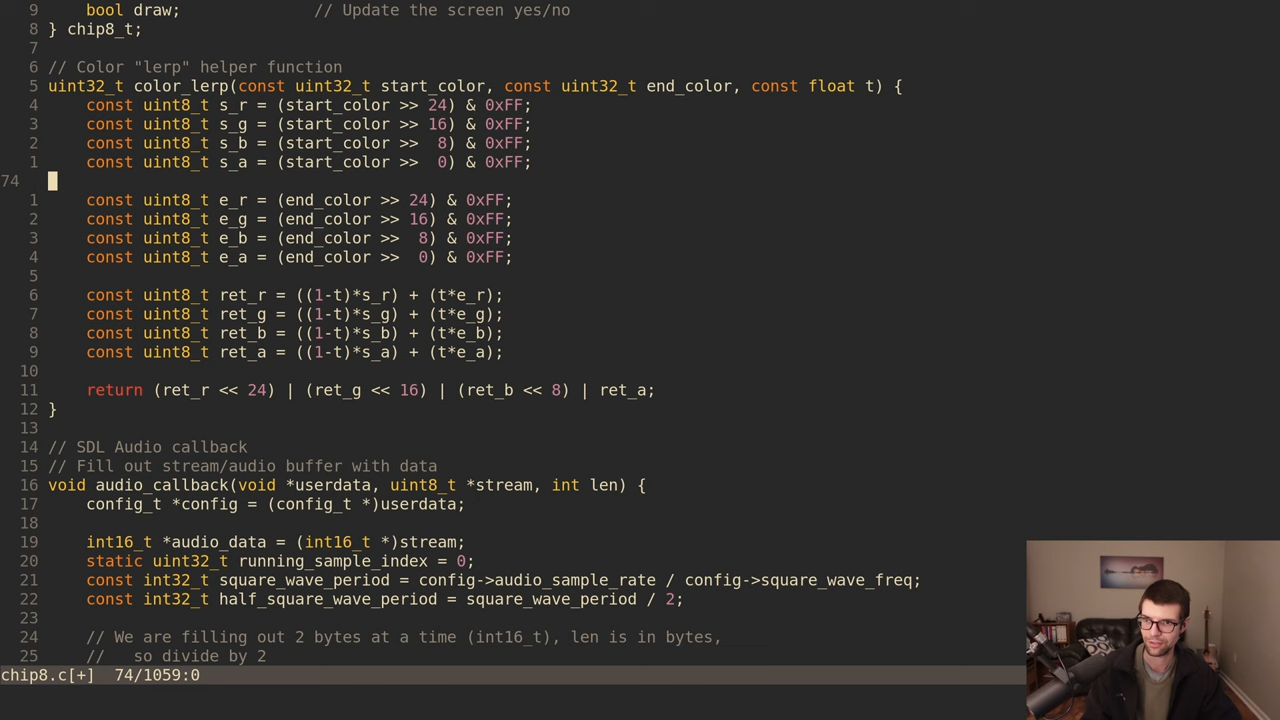 9     bool draw;              // Update the screen yes/no
8 } chip8_t;
7
6 // Color "lerp" helper function
5 uint32_t color_lerp(const uint32_t start_color, const uint32_t end_color, const float t) {
4     const uint8_t s_r = (start_color >> 24) & 0xFF;
3     const uint8_t s_g = (start_color >> 16) & 0xFF;
2     const uint8_t s_b = (start_color >>  8) & 0xFF;
1     const uint8_t s_a = (start_color >>  0) & 0xFF;
74
1     const uint8_t e_r = (end_color >> 24) & 0xFF;
2     const uint8_t e_g = (end_color >> 16) & 0xFF;
3     const uint8_t e_b = (end_color >>  8) & 0xFF;
4     const uint8_t e_a = (end_color >>  0) & 0xFF;
5
6     const uint8_t ret_r = ((1-t)*s_r) + (t*e_r);
7     const uint8_t ret_g = ((1-t)*s_g) + (t*e_g);
8     const uint8_t ret_b = ((1-t)*s_b) + (t*e_b);
9     const uint8_t ret_a = ((1-t)*s_a) + (t*e_a);
10
11     return (ret_r << 24) | (ret_g << 16) | (ret_b << 8) | ret_a;
12 }
13
14 // SDL Audio callback
15 // Fill out stream/audio buffer with data
16 void audio_callback(void *userdata, uint8_t *stream, int len) {
17     config_t *config = (config_t *)userdata;
18
19     int16_t *audio_data = (int16_t *)stream;
20     static uint32_t running_sample_index = 0;
21     const int32_t square_wave_period = config->audio_sample_rate / config->square_wave_freq;
22     const int32_t half_square_wave_period = square_wave_period / 2;
23
24     // We are filling out 2 bytes at a time (int16_t), len is in bytes,
25     //   so divide by 2
chip8.c[+]  74/1059:0